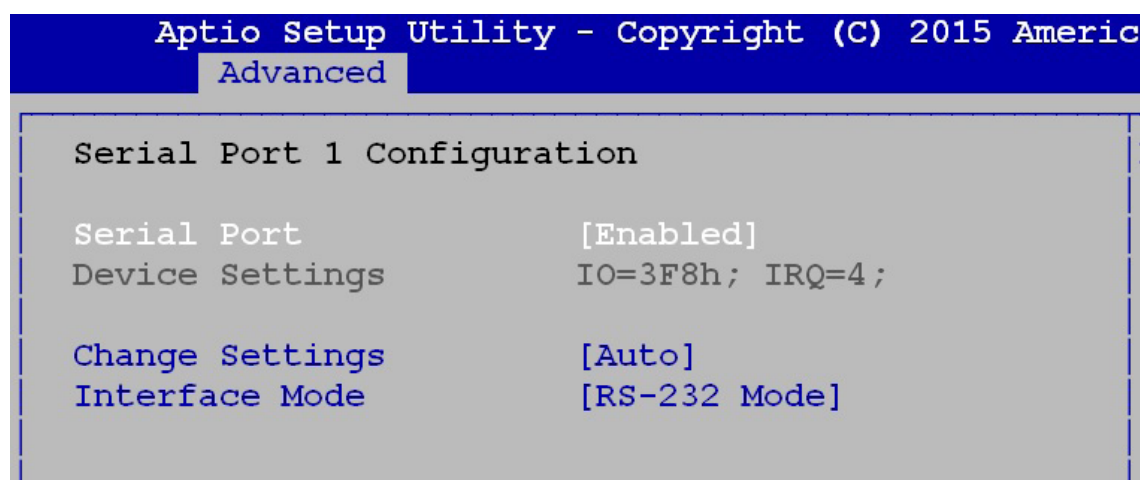 Aptio Setup Utility - Copyright (C) 2015 Americ
Advanced
Serial Port 1 Configuration
Serial Port [Enabled]
Device Settings IO=3F8h; IRQ=4;
Change Settings [Auto]
Interface Mode [RS-232 Mode]